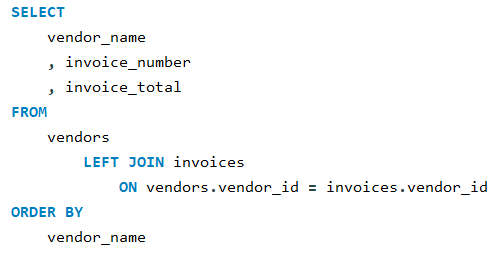 SELECT
vendor_name
, invoice_number
, invoice_total
FROM
vendors
LEFT JOIN invoices
ON vendors.vendor_id = invoices.vendor_id
ORDER BY
vendor_name